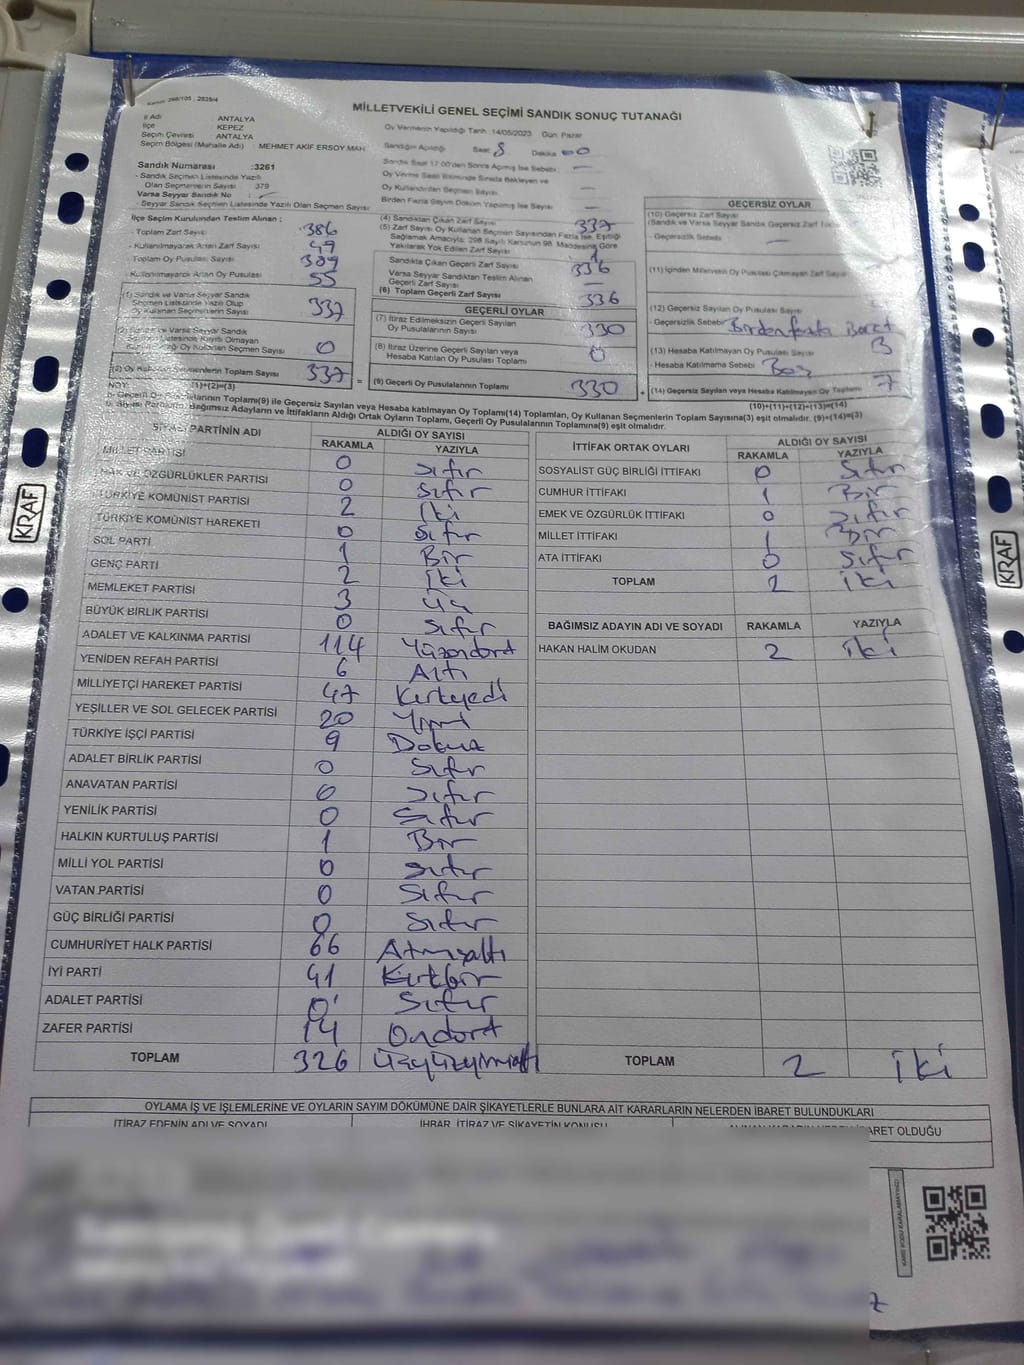 MİLLETVEKİLİ GENEL SEÇİMİ SANDIK SONUÇ TUTANAĞI
İl Adı : ANTALYA
İlçe : KEPEZ
Seçim Çevresi : ANTALYA
Seçim Bölgesi (Mahalle Adı) : MEHMET AKİF ERSOY MAH.
Oy Vermenin Yapıldığı Tarih :14/05/2023 Gün: Pazar
Sandığın Açıldığı Saat 8 Dakika 00
Sandık Saat 17:00'den Sonra Açılmış İse Sebebi —
Oy Verme Saati Bitiminde Sırada Bekleyen ve
Oy Kullandırılan Seçmen Sayısı —
Birden Fazla Sayım Döküm Yapılmış İse Sayısı —
Sandık Numarası :3261
- Sandık Seçmen Listesinde Yazılı
Olan Seçmenlerin Sayısı 379
Varsa Seyyar Sandık No :
- Seyyar Sandık Seçmen Listesinde Yazılı Olan Seçmen Sayısı:
İlçe Seçim Kurulundan Teslim Alınan :
- Toplam Zarf Sayısı 386
- Kullanılmayarak Artan Zarf Sayısı 49
- Toplam Oy Pusulası 389
- Kullanılmayarak Artan Oy Pusulası 55
(1) Sandık ve Varsa Seyyar Sandık
Seçmen Listesinde Yazılı Olup
Oy Kullanan Seçmenlerin Sayısı 337
Kullanan Seçmen Sayısı 0
Toplam Sayısı 337
(4) Sandıktan Çıkan Zarf Sayısı 337
(5) Zarf Sayısı Oy Kullanan Seçmen Sayısından Fazla İse, Eşitliği
Sağlamak Amacıyla, 298 Sayılı Kanunun 98. Maddesine Göre
Yakılarak Yok Edilen Zarf Sayısı 1
Sandıkta Çıkan Geçerli Zarf Sayısı 336
Varsa Seyyar Sandıktan Teslim Alınan
Geçerli Zarf Sayısı —
(6) Toplam Geçerli Zarf Sayısı 336
GEÇERLİ OYLAR
(7) İtiraz Edilmeksizin Geçerli Sayılan
Oy Pusulalarının Sayısı 330
(8) İtiraz Üzerine Geçerli Sayılan veya
Hesaba Katılan Oy Pusulası Toplamı 0
= (9) Geçerli Oy Pusulalarının Toplamı 330
GEÇERSİZ OYLAR
(10) Geçersiz Zarf Sayısı
(Sandık ve Varsa Seyyar Sandık Geçersiz Zarf
- Geçersizlik Sebebi —
(11) İçinden Milletvekili Oy Pusulası Çıkmayan Zarf Sayısı
(12) Geçersiz Sayılan Oy Pusulası Sayısı
- Geçersizlik Sebebi Birden fazla
(13) Hesaba Katılmayan Oy Pusulası Sayısı 3
- Hesaba Katılmama Sebebi Boş
+ (14) Geçersiz Sayılan veya Hesaba Katılmayan Oy Toplamı 7
NOT: (1)+(2)=(3)
(10)+(11)+(12)+(13)=(14)
Toplamı(9) ile Geçersiz Sayılan veya Hesaba katılmayan Oy Toplamı(14) Toplamları, Oy Kullanan Seçmenlerin Toplam Sayısına(3) eşit olmalıdır. (9)+(14)=(3)
b- Siyasi Partilerin, Bağımsız Adayların ve İttifakların Aldığı Ortak Oyların Toplamı, Geçerli Oy Pusulalarının Toplamına(9) eşit olmalıdır.
SİYASİ PARTİNİN ADI ALDIĞI OY SAYISI
RAKAMLA YAZIYLA
MİLLET PARTİSİ 0 Sıfır
HAK VE ÖZGÜRLÜKLER PARTİSİ 0 Sıfır
TÜRKİYE KOMÜNİST PARTİSİ 2 İki
TÜRKİYE KOMÜNİST HAREKETİ 0 Sıfır
SOL PARTİ 1 Bir
GENÇ PARTİ 2 İki
MEMLEKET PARTİSİ 3 Üç
BÜYÜK BİRLİK PARTİSİ 0 Sıfır
ADALET VE KALKINMA PARTİSİ 114 Yüzondört
YENİDEN REFAH PARTİSİ 6 Altı
MİLLİYETÇİ HAREKET PARTİSİ 47 Kırkyedi
YEŞİLLER VE SOL GELECEK PARTİSİ 20 Yirmi
TÜRKİYE İŞÇİ PARTİSİ 9 Dokuz
ADALET BİRLİK PARTİSİ 0 Sıfır
ANAVATAN PARTİSİ 0 Sıfır
YENİLİK PARTİSİ 0 Sıfır
HALKIN KURTULUŞ PARTİSİ 1 Bir
MİLLİ YOL PARTİSİ 0 Sıfır
VATAN PARTİSİ 0 Sıfır
GÜÇ BİRLİĞİ PARTİSİ 0 Sıfır
CUMHURİYET HALK PARTİSİ 66 Atmışaltı
İYİ PARTİ 41 Kırkbir
ADALET PARTİSİ 0 Sıfır
ZAFER PARTİSİ 14 Ondört
TOPLAM 326 Üçyüzyirmialtı
İTTİFAK ORTAK OYLARI ALDIĞI OY SAYISI
RAKAMLA YAZIYLA
SOSYALİST GÜÇ BİRLİĞİ İTTİFAKI 0 Sıfır
CUMHUR İTTİFAKI 1 Bir
EMEK VE ÖZGÜRLÜK İTTİFAKI 0 Sıfır
MİLLET İTTİFAKI 1 Bir
ATA İTTİFAKI 0 Sıfır
TOPLAM 2 İki
BAĞIMSIZ ADAYIN ADI VE SOYADI RAKAMLA YAZIYLA
HAKAN HALİM OKUDAN 2 İki
TOPLAM 2 İki
OYLAMA İŞ VE İŞLEMLERİNE VE OYLARIN SAYIM DÖKÜMÜNE DAİR ŞİKAYETLERLE BUNLARA AİT KARARLARIN NELERDEN İBARET BULUNDUKLARI
İTİRAZ EDENİN ADI VE SOYADI İHBAR, İTİRAZ VE ŞİKAYETİN KONUSU
İBARET OLDUĞU
KARE KODU KARALAMAYINIZ!
KRAF
KRAF